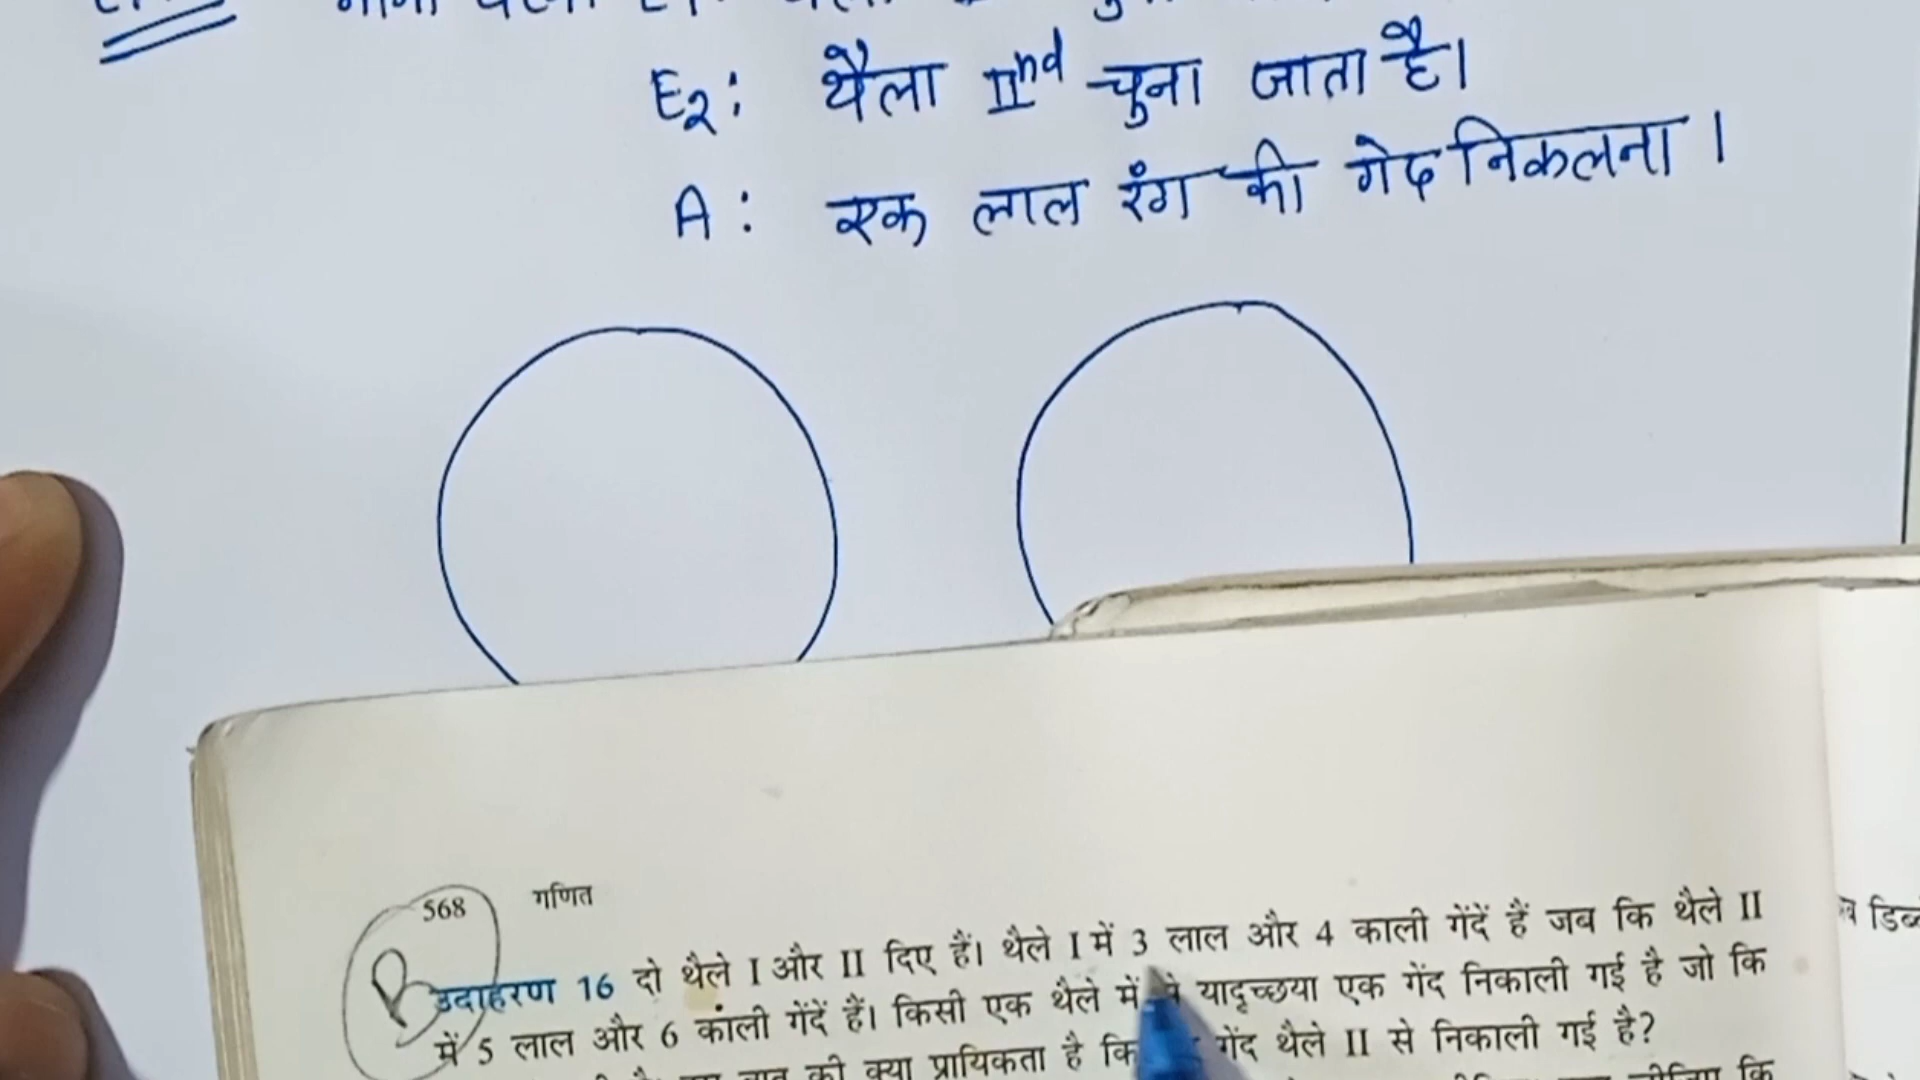 E2: थैला IInd चुना जाता है।
A: एक लाल रंग की गेद निकलना।
568 गणित
उदाहरण 16 दो थैले I और II दिए हैं। थैले I में 3 लाल और 4 काली गेंदें हैं जब कि थैले II
में 5 लाल और 6 काली गेंदें हैं। किसी एक थैले में से यादृच्छया एक गेंद निकाली गई है जो कि
क्या प्रायिकता है कि गेंद थैले II से निकाली गई है?